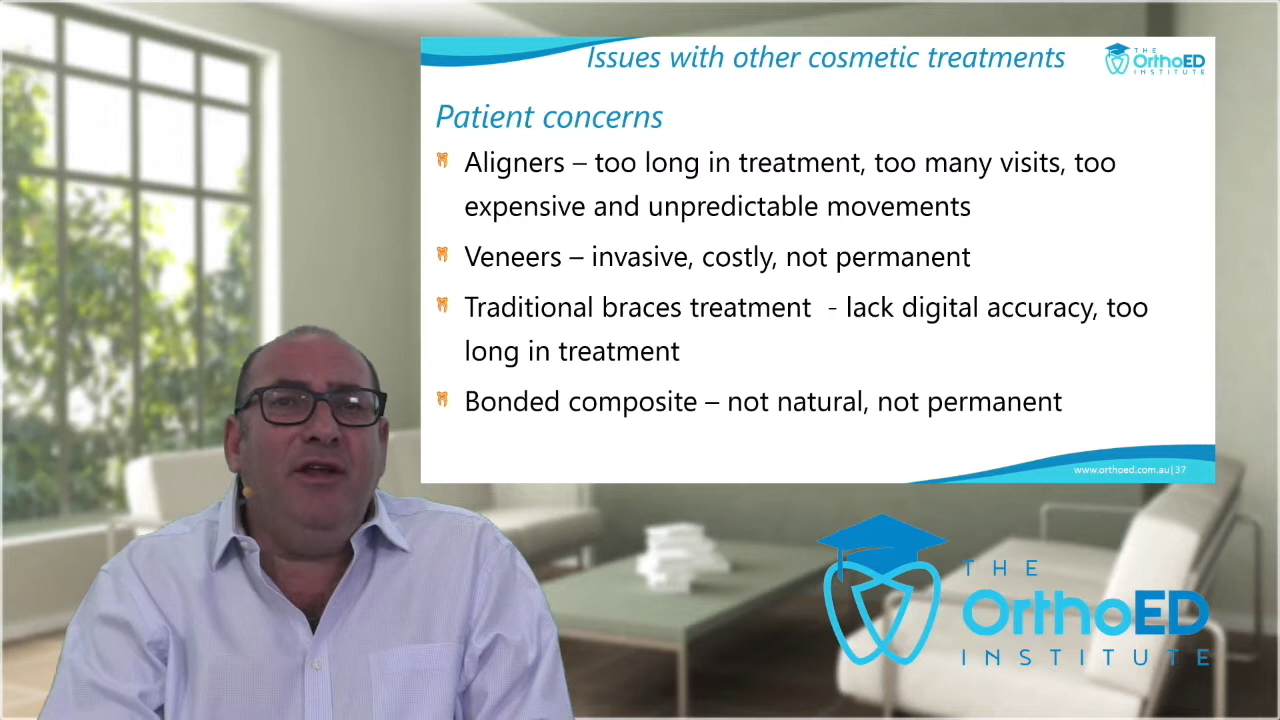 Issues with other cosmetic treatments
THE
OrthoED
INSTITUTE
Patient concerns
Aligners – too long in treatment, too many visits, too
expensive and unpredictable movements
Veneers – invasive, costly, not permanent
Traditional braces treatment - lack digital accuracy, too
long in treatment
Bonded composite – not natural, not permanent
www.orthoed.com.au|37
THE
OrthoED
INSTITUTE